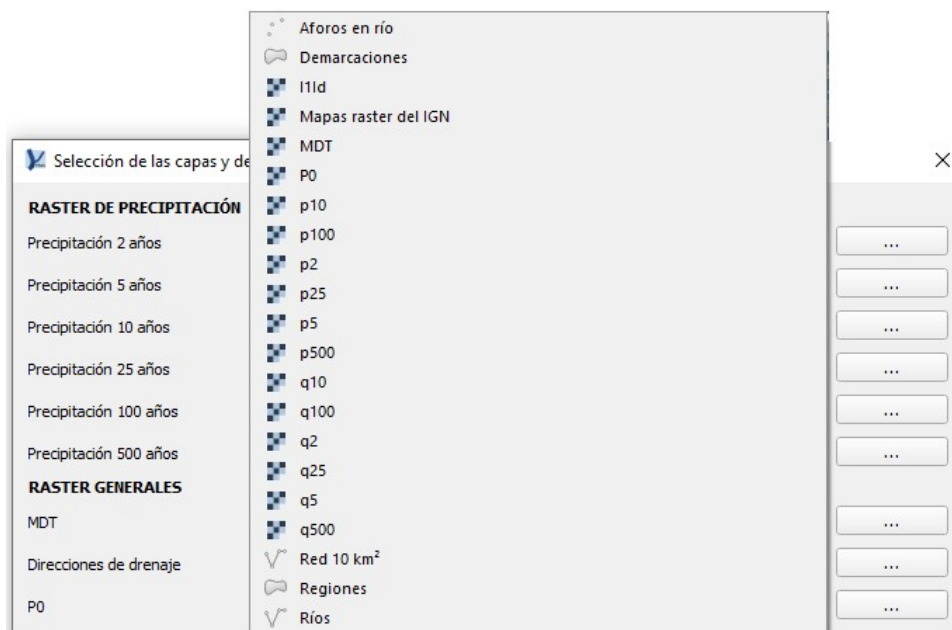 Aforos en río
Demarcaciones
I1Id
Mapas raster del IGN
MDT
P0
p10
p100
p2
p25
p5
p500
q10
q100
q2
q25
q5
q500
Red 10 km²
Regiones
Ríos
Selección de las capas y de
RASTER DE PRECIPITACIÓN
Precipitación 2 años
...
Precipitación 5 años
...
Precipitación 10 años
...
Precipitación 25 años
...
Precipitación 100 años
...
Precipitación 500 años
...
RASTER GENERALES
MDT
...
Direcciones de drenaje
...
P0
...